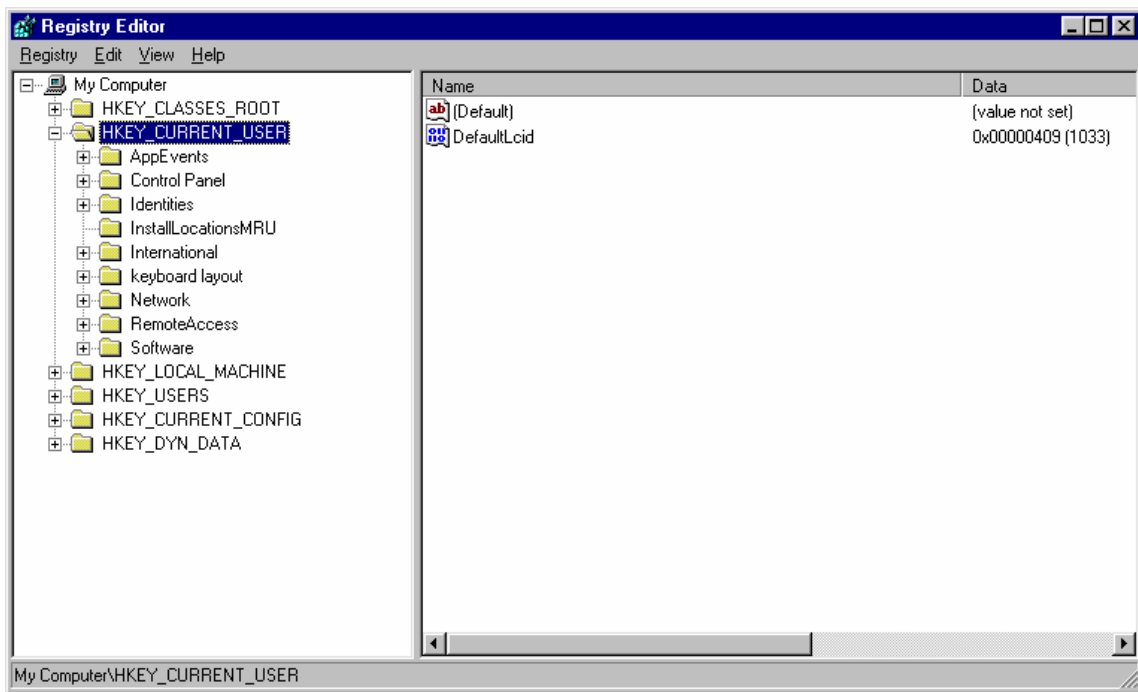 Registry Editor
Registry Edit View Help
My Computer
HKEY_CLASSES_ROOT
HKEY_CURRENT_USER
AppEvents
Control Panel
Identities
InstallLocationsMRU
International
keyboard layout
Network
RemoteAccess
Software
HKEY_LOCAL_MACHINE
HKEY_USERS
HKEY_CURRENT_CONFIG
HKEY_DYN_DATA
Name Data
(Default) (value not set)
DefaultLcid 0x00000409 (1033)
My Computer\HKEY_CURRENT_USER